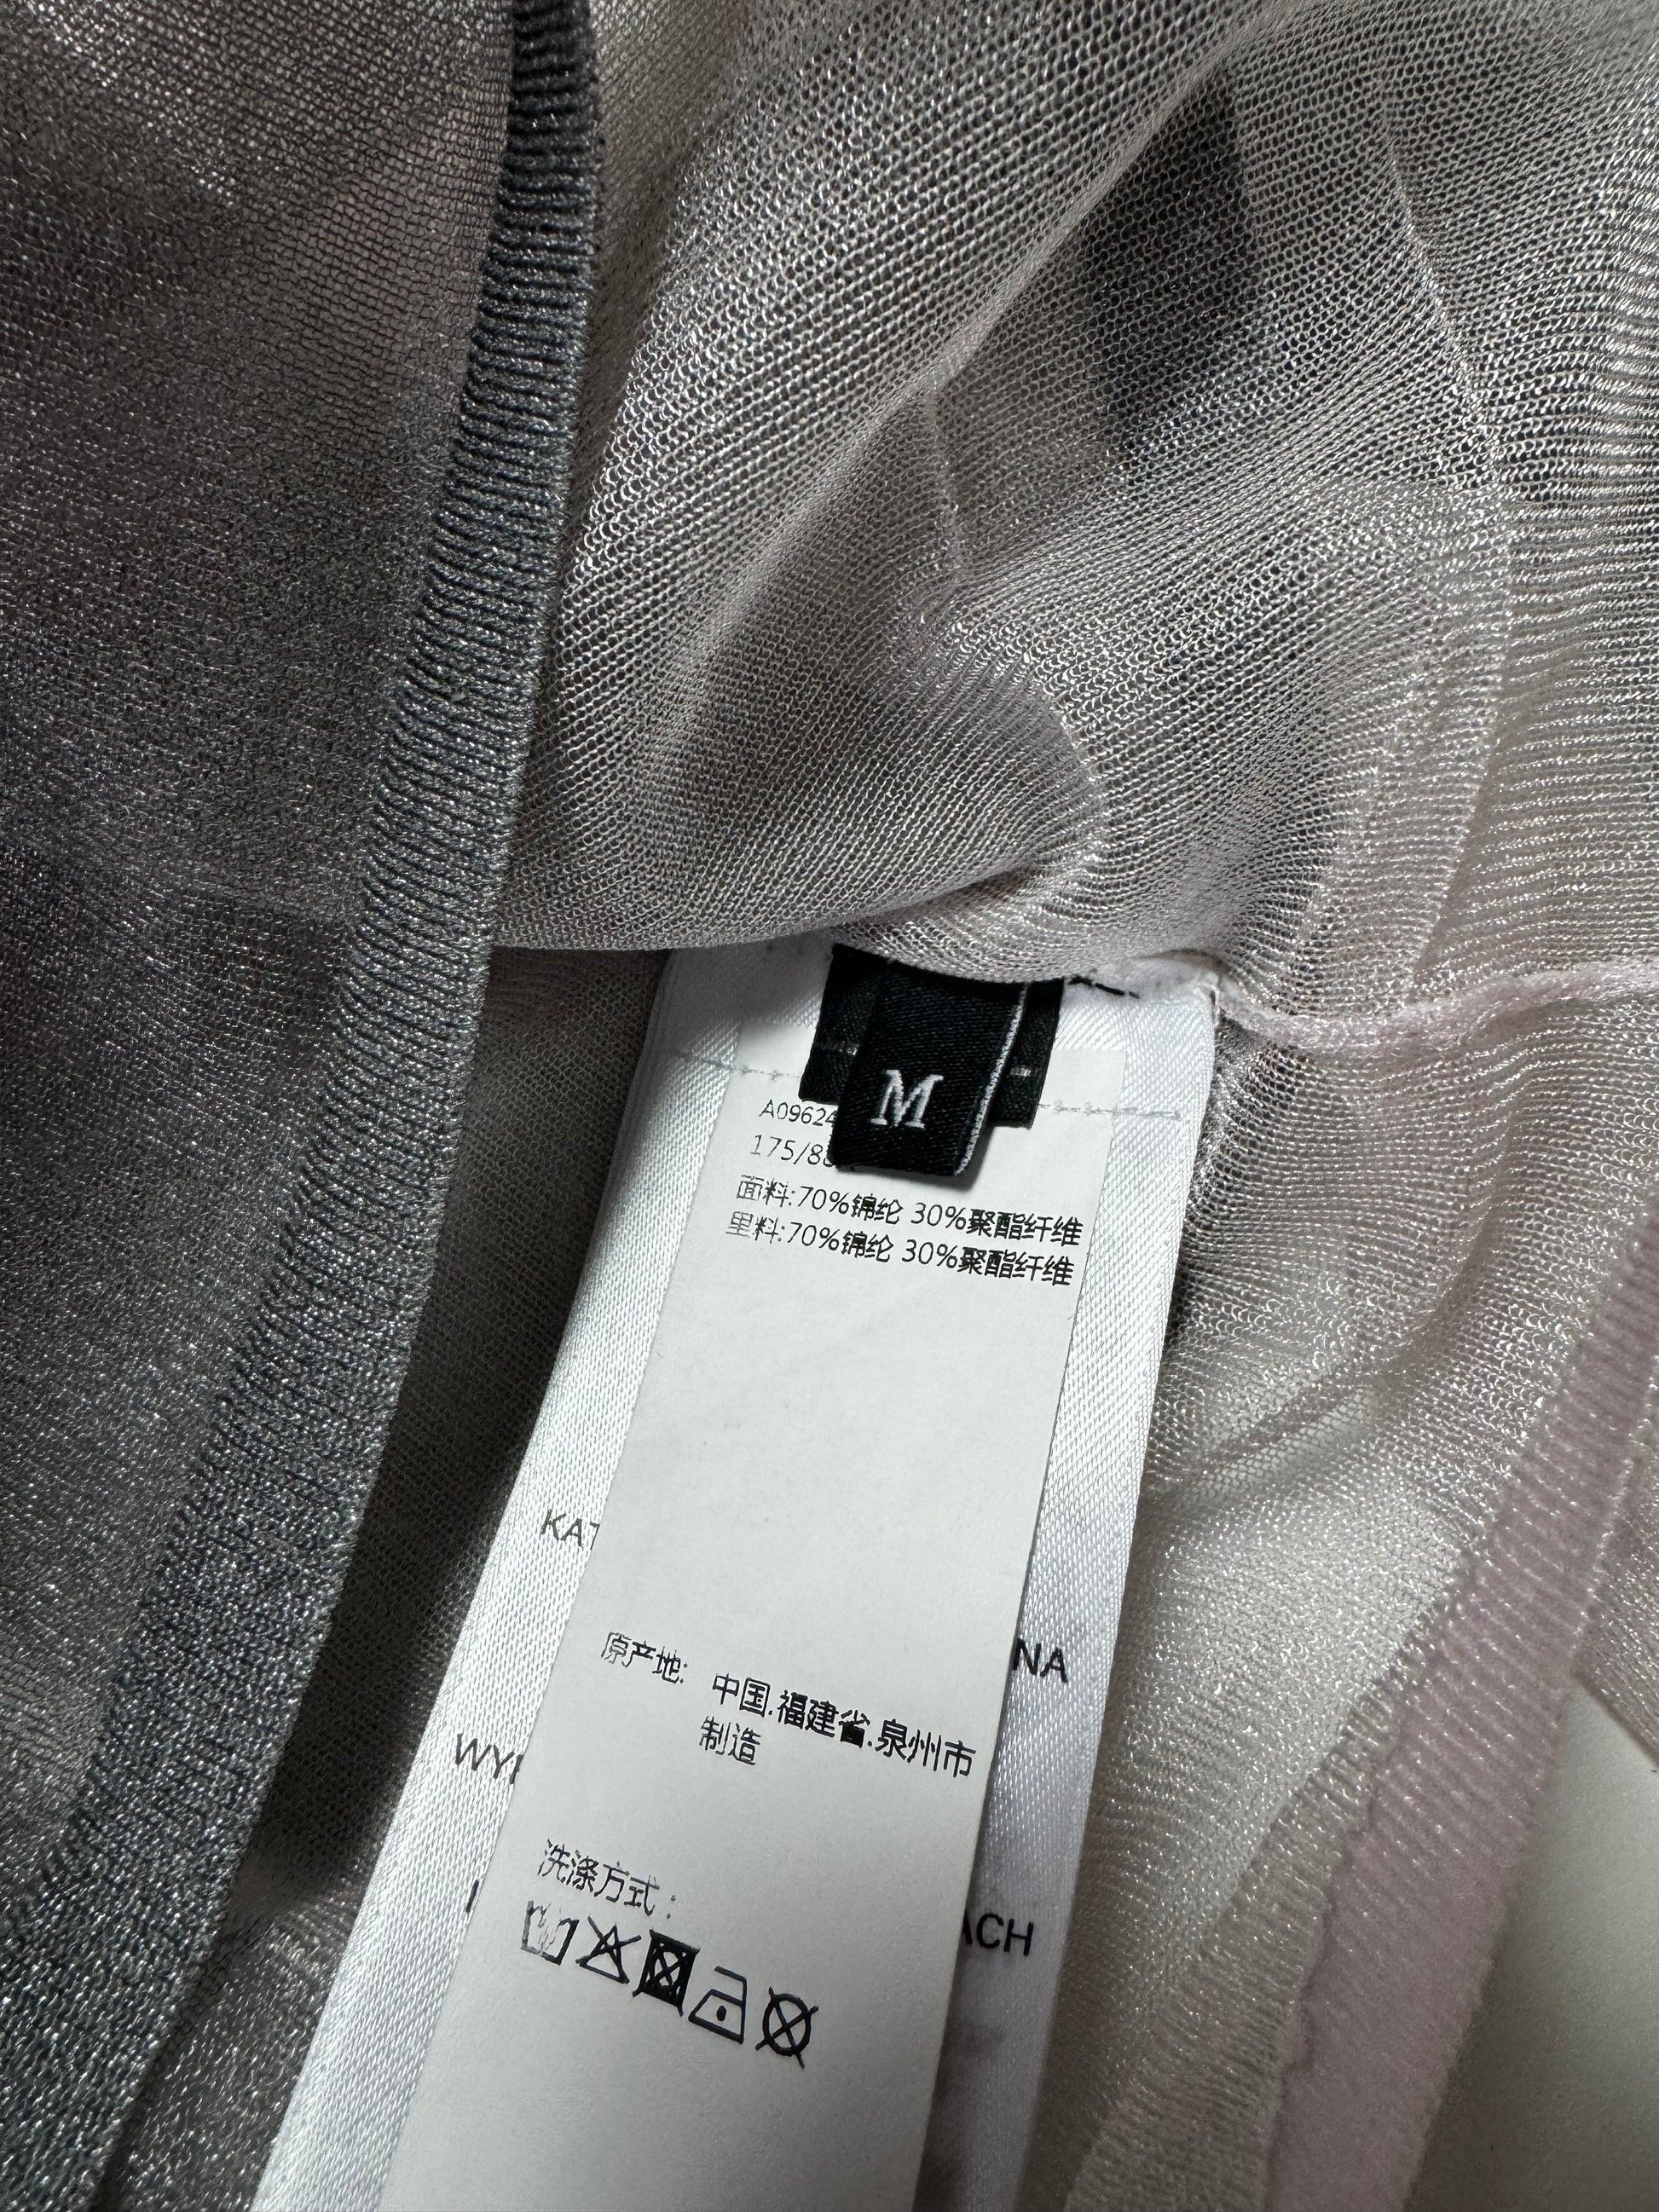 M
A09624
175/88
面料:70%锦纶 30%聚酯纤维
里料:70%锦纶 30%聚酯纤维
KAT
原产地: 中国.福建省.泉州市
制造
NA
WY
洗涤方式:
ACH